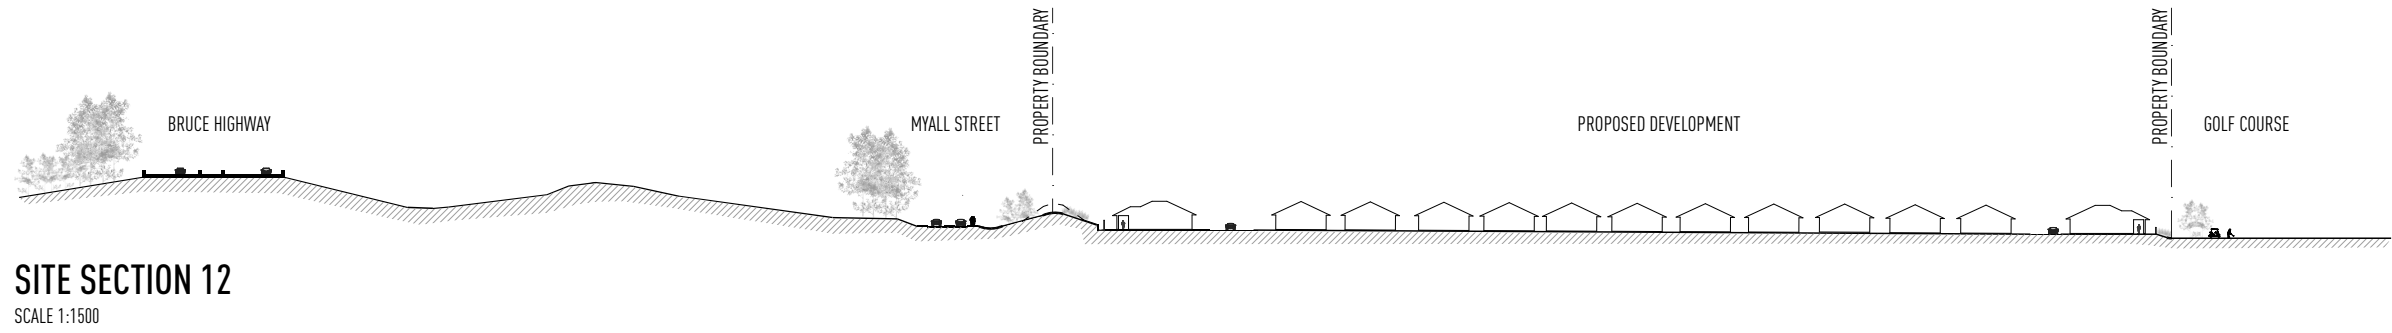 PROPERTY BOUNDARY
PROPERTY BOUNDARY
BRUCE HIGHWAY
MYALL STREET
PROPOSED DEVELOPMENT
GOLF COURSE
SITE SECTION 12
SCALE 1:1500